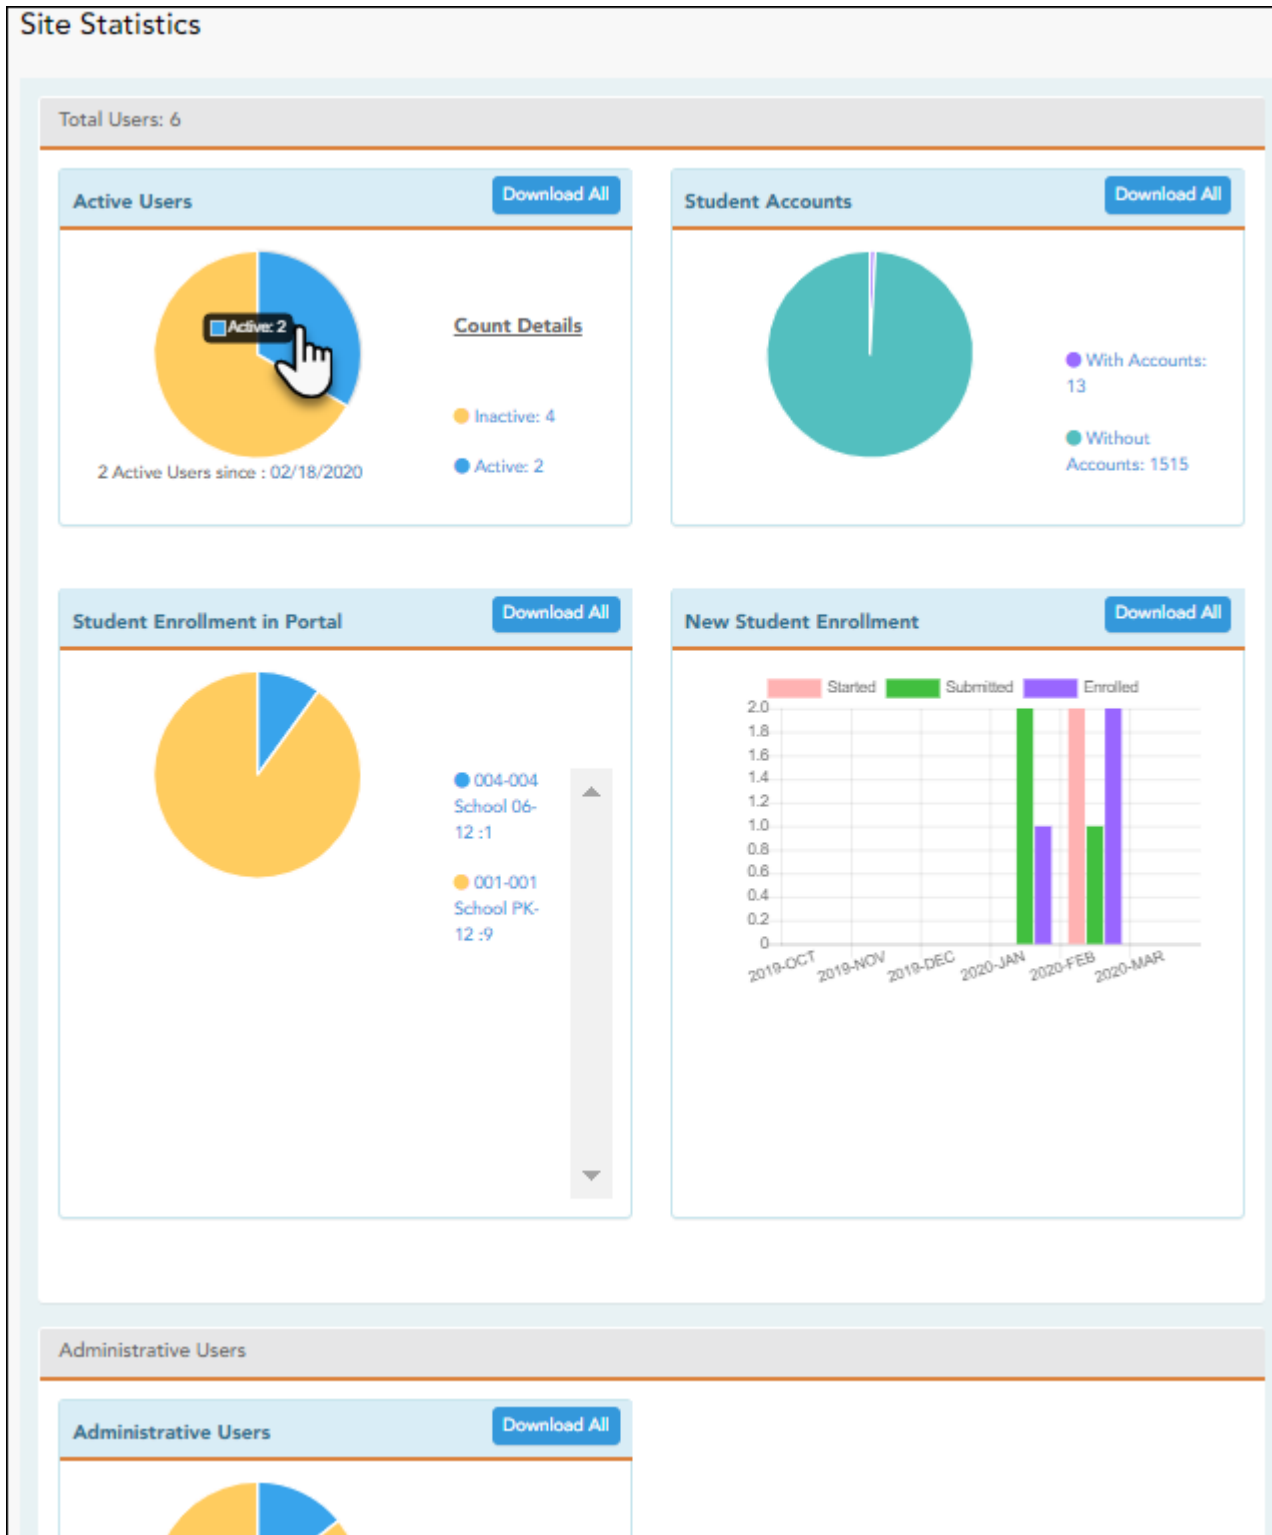 Site Statistics
Total Users: 6
Active Users
Download All
Active: 2
2 Active Users since : 02/18/2020
Count Details
Inactive: 4
Active: 2
Student Accounts
Download All
With Accounts:
13
Without
Accounts: 1515
Student Enrollment in Portal
Download All
004-004
School 06-
12 :1
001-001
School PK-
12 :9
New Student Enrollment
Download All
Started Submitted Enrolled
2.0
1.8
1.6
1.4
1.2
1.0
0.8
0.6
0.4
0.2
0
2019-OCT 2019-NOV 2019-DEC 2020-JAN 2020-FEB 2020-MAR
Administrative Users
Administrative Users
Download All